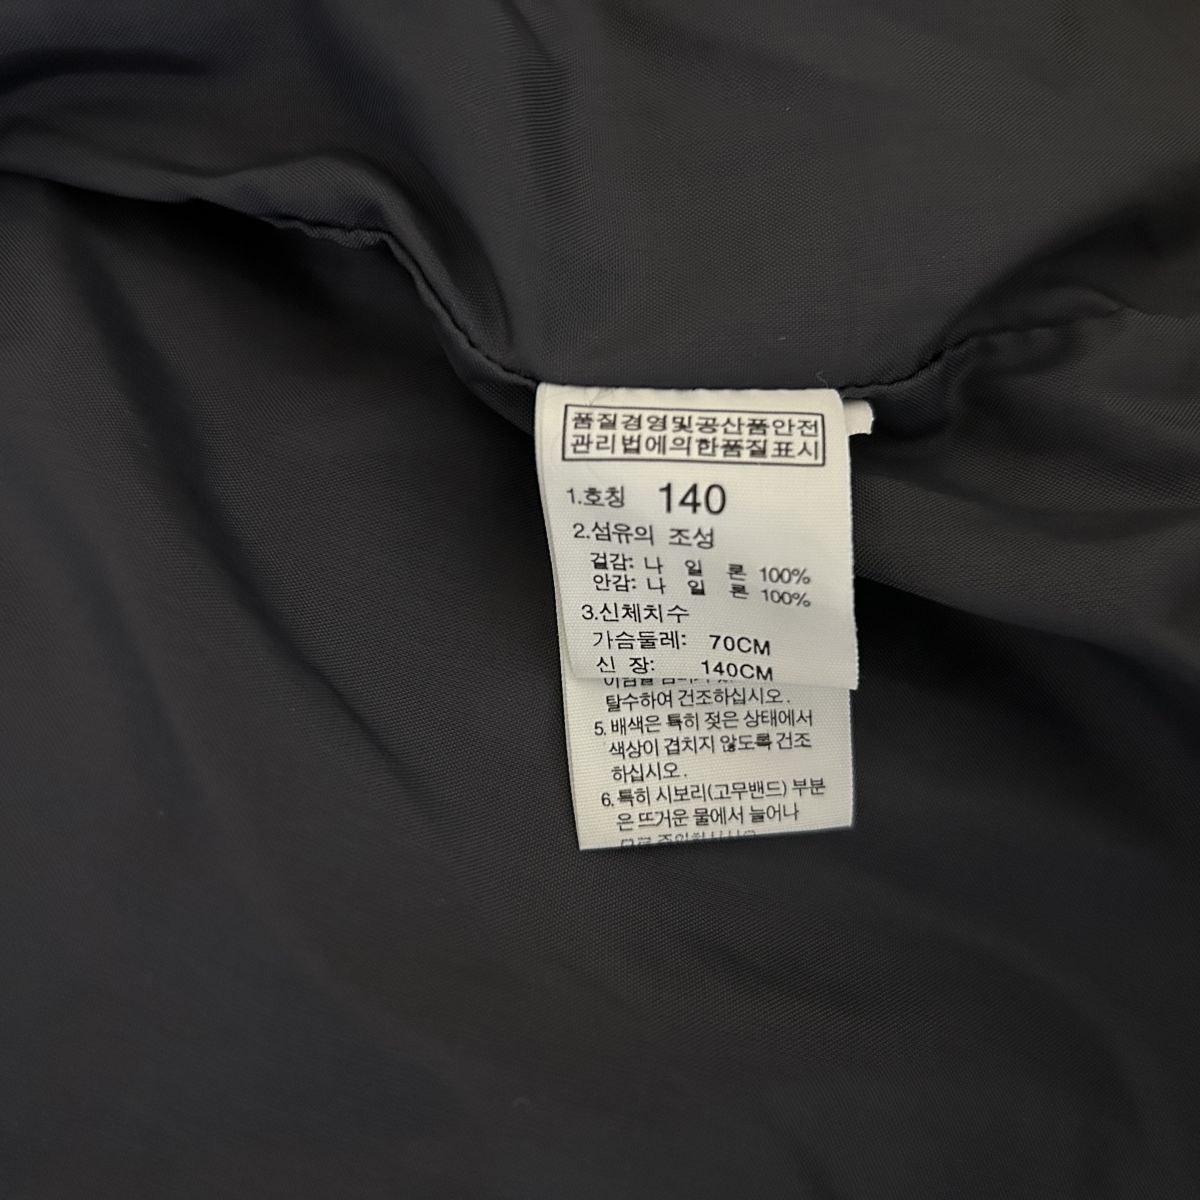 품질경영및공산품안전
관리법에의한품질표시
1.호칭 140
2.섬유의 조성
겉감: 나 일 론 100%
안감: 나 일 론 100%
3.신체치수
가슴둘레: 70CM
신 장: 140CM
탈수하여 건조하십시오.
5. 배색은 특히 젖은 상태에서
색상이 겹치지 않도록 건조
하십시오.
6. 특히 시보리(고무밴드) 부분
은 뜨거운 물에서 늘어나